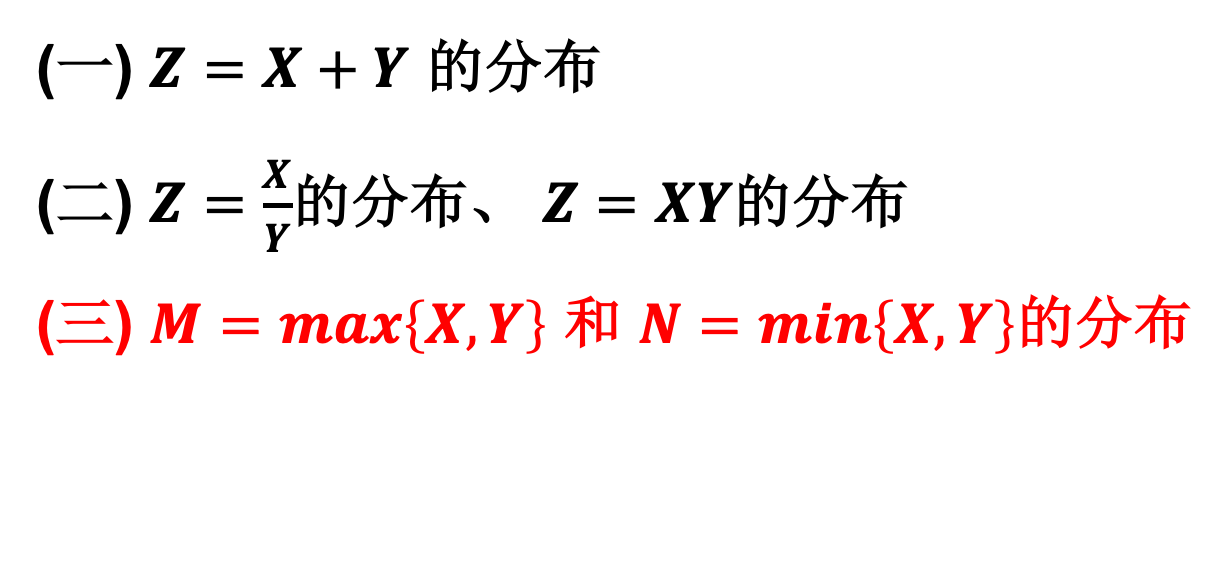 (一) Z = X + Y 的分布
(二) Z = X/Y的分布、 Z = XY的分布
(三) M = max{X, Y} 和 N = min{X, Y}的分布